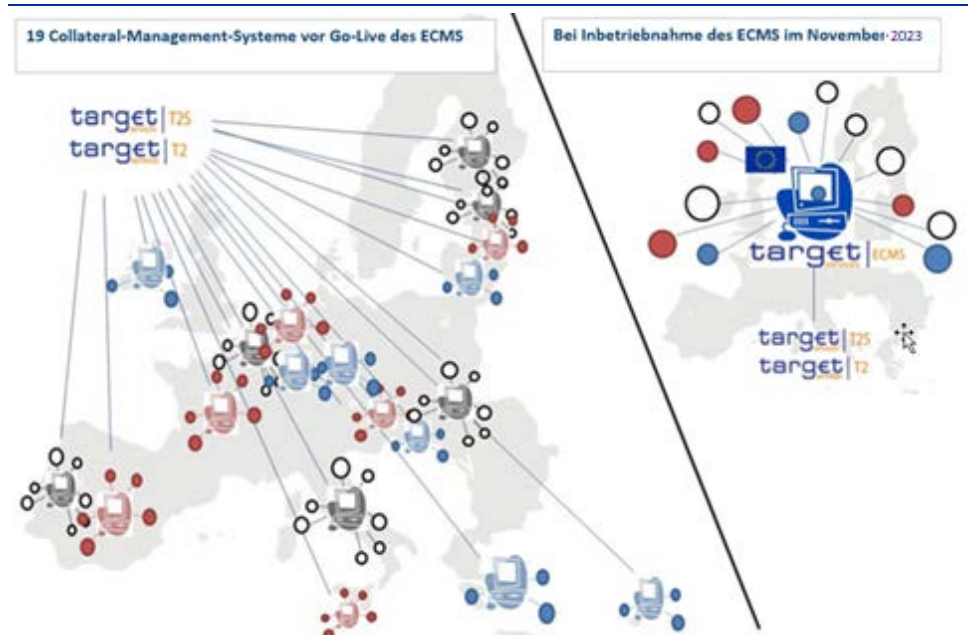 19 Collateral-Management-Systeme vor Go-Live des ECMS
target | T2S
target | T2
Bei Inbetriebnahme des ECMS im November 2023
target | ECMS
target | T2S
target | T2